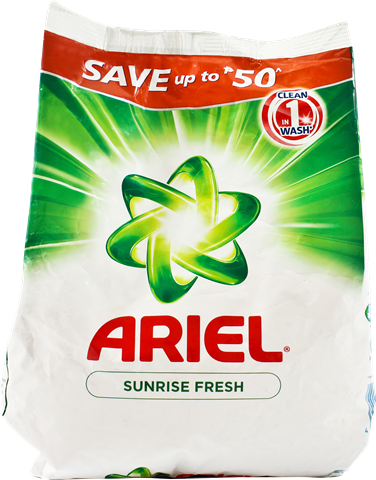 SAVE up to ₱50^
CLEAN
1
IN
WASH
ARIEL®
SUNRISE FRESH